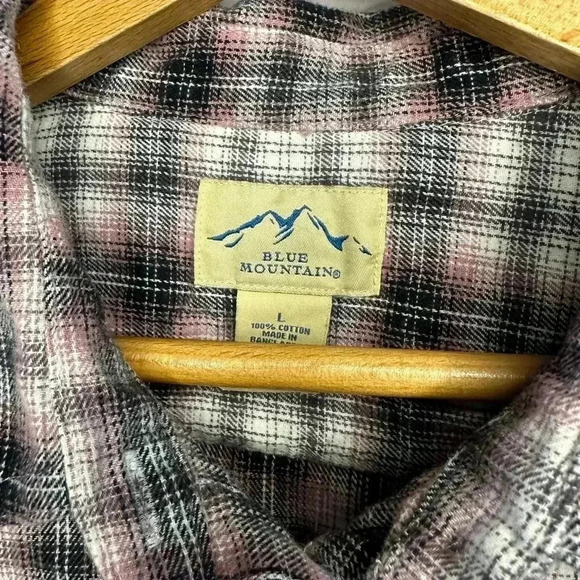 BLUE
MOUNTAIN®
L
100% COTTON
MADE IN